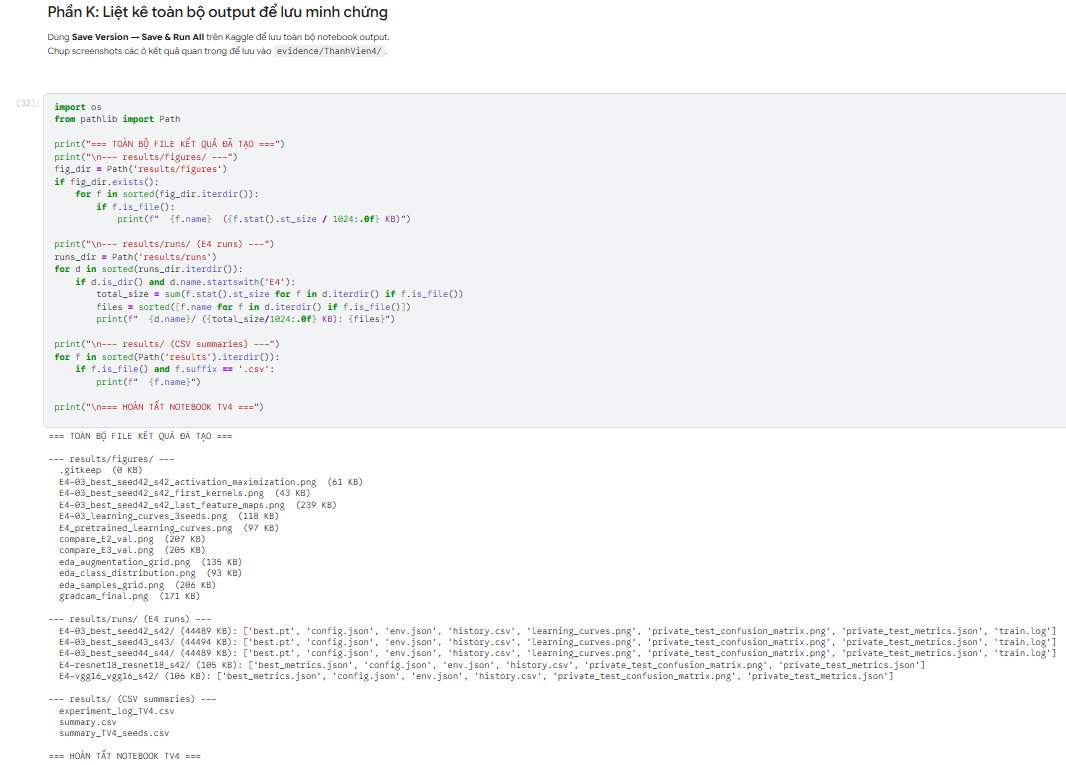 Phần K: Liệt kê toàn bộ output để lưu minh chứng
Dùng Save Version → Save & Run All trên Kaggle để lưu toàn bộ notebook output.
Chụp screenshots các ô kết quả quan trọng để lưu vào evidence/ThanhVien4/ .
[32]:
import os
from pathlib import Path
print("=== TOÀN BỘ FILE KẾT QUẢ ĐÃ TẠO ===")
print("\n--- results/figures/ ---")
fig_dir = Path('results/figures')
if fig_dir.exists():
    for f in sorted(fig_dir.iterdir()):
        if f.is_file():
            print(f"  {f.name}  ({f.stat().st_size / 1024:.0f} KB)")
print("\n--- results/runs/ (E4 runs) ---")
runs_dir = Path('results/runs')
for d in sorted(runs_dir.iterdir()):
    if d.is_dir() and d.name.startswith('E4'):
        total_size = sum(f.stat().st_size for f in d.iterdir() if f.is_file())
        files = sorted([f.name for f in d.iterdir() if f.is_file()])
        print(f"  {d.name}/ ({total_size/1024:.0f} KB): {files}")
print("\n--- results/ (CSV summaries) ---")
for f in sorted(Path('results').iterdir()):
    if f.is_file() and f.suffix == '.csv':
        print(f"  {f.name}")
print("\n=== HOÀN TẤT NOTEBOOK TV4 ===")
=== TOÀN BỘ FILE KẾT QUẢ ĐÃ TẠO ===
--- results/figures/ ---
  .gitkeep  (0 KB)
  E4-03_best_seed42_s42_activation_maximization.png  (61 KB)
  E4-03_best_seed42_s42_first_kernels.png  (43 KB)
  E4-03_best_seed42_s42_last_feature_maps.png  (239 KB)
  E4-03_learning_curves_3seeds.png  (118 KB)
  E4_pretrained_learning_curves.png  (97 KB)
  compare_E2_val.png  (207 KB)
  compare_E3_val.png  (205 KB)
  eda_augmentation_grid.png  (135 KB)
  eda_class_distribution.png  (93 KB)
  eda_samples_grid.png  (206 KB)
  gradcam_final.png  (171 KB)
--- results/runs/ (E4 runs) ---
  E4-03_best_seed42_s42/ (44489 KB): ['best.pt', 'config.json', 'env.json', 'history.csv', 'learning_curves.png', 'private_test_confusion_matrix.png', 'private_test_metrics.json', 'train.log']
  E4-03_best_seed43_s43/ (44494 KB): ['best.pt', 'config.json', 'env.json', 'history.csv', 'learning_curves.png', 'private_test_confusion_matrix.png', 'private_test_metrics.json', 'train.log']
  E4-03_best_seed44_s44/ (44489 KB): ['best.pt', 'config.json', 'env.json', 'history.csv', 'learning_curves.png', 'private_test_confusion_matrix.png', 'private_test_metrics.json', 'train.log']
  E4-resnet18_resnet18_s42/ (105 KB): ['best_metrics.json', 'config.json', 'env.json', 'history.csv', 'private_test_confusion_matrix.png', 'private_test_metrics.json']
  E4-vgg16_vgg16_s42/ (106 KB): ['best_metrics.json', 'config.json', 'env.json', 'history.csv', 'private_test_confusion_matrix.png', 'private_test_metrics.json']
--- results/ (CSV summaries) ---
  experiment_log_TV4.csv
  summary.csv
  summary_TV4_seeds.csv
=== HOÀN TẤT NOTEBOOK TV4 ===